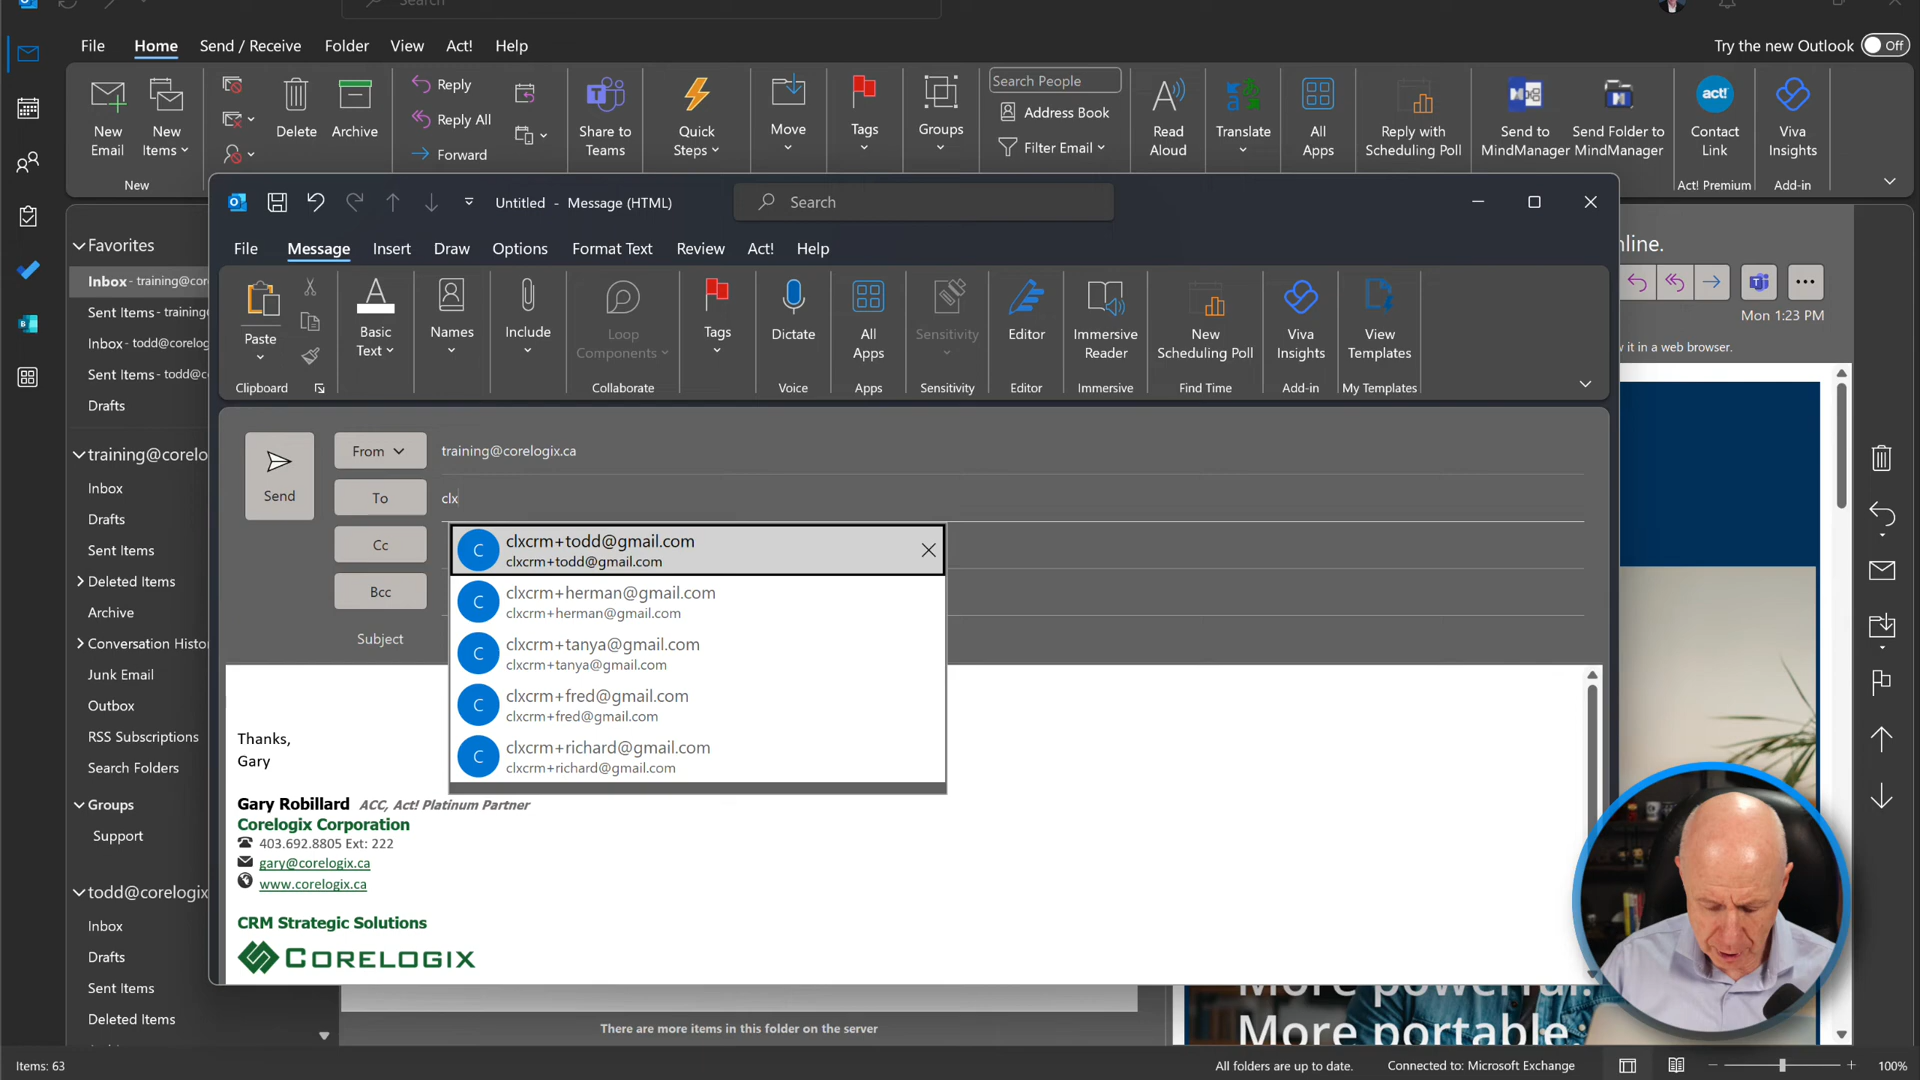 Search
File Home Send / Receive Folder View Act! Help
Try the new Outlook Off
New Email
New Items
Delete
Archive
Reply
Reply All
Forward
Share to Teams
Quick Steps
Move
Tags
Groups
Search People
Address Book
Filter Email
Read Aloud
Translate
All Apps
Reply with Scheduling Poll
Send to MindManager
Send Folder to MindManager
act!
Contact Link
Viva Insights
New
Act! Premium
Add-in
Untitled - Message (HTML)
Search
File Message Insert Draw Options Format Text Review Act! Help
Paste
Basic Text
Names
Include
Loop Components
Tags
Dictate
All Apps
Sensitivity
Editor
Immersive Reader
New Scheduling Poll
Viva Insights
View Templates
Clipboard
Collaborate
Voice
Apps
Sensitivity
Editor
Immersive
Find Time
Add-in
My Templates
Send
From
training@corelogix.ca
To
clx
Cc
Bcc
Subject
C
clxcrm+todd@gmail.com
clxcrm+todd@gmail.com
C
clxcrm+herman@gmail.com
clxcrm+herman@gmail.com
C
clxcrm+tanya@gmail.com
clxcrm+tanya@gmail.com
C
clxcrm+fred@gmail.com
clxcrm+fred@gmail.com
C
clxcrm+richard@gmail.com
clxcrm+richard@gmail.com
Thanks,
Gary
Gary Robillard ACC, Act! Platinum Partner
Corelogix Corporation
403.692.8805 Ext: 222
gary@corelogix.ca
www.corelogix.ca
CRM Strategic Solutions
CORELOGIX
Favorites
Inbox - training@core
Sent Items - training
Inbox - todd@corelog
Sent Items - todd@c
Drafts
training@corelo
Inbox
Drafts
Sent Items
Deleted Items
Archive
Conversation Histo
Junk Email
Outbox
RSS Subscriptions
Search Folders
Groups
Support
todd@corelogix
Inbox
Drafts
Sent Items
Deleted Items
nline.
Mon 1:23 PM
w it in a web browser.
There are more items in this folder on the server
More powerful.
More portable.
Items: 63
All folders are up to date.
Connected to: Microsoft Exchange
100%